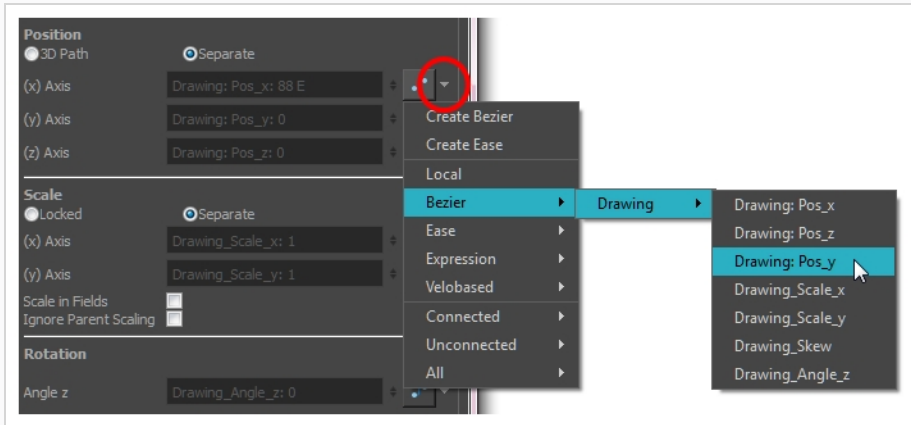 Position
3D Path Separate
(x) Axis Drawing: Pos_x: 88 E
(y) Axis Drawing: Pos_y: 0
(z) Axis Drawing: Pos_z: 0
Scale
Locked Separate
(x) Axis Drawing_Scale_x: 1
(y) Axis Drawing_Scale_y: 1
Scale in Fields
Ignore Parent Scaling
Rotation
Angle z Drawing_Angle_z: 0
Create Bezier
Create Ease
Local
Bezier
Ease
Expression
Velobased
Connected
Unconnected
All
Drawing
Drawing: Pos_x
Drawing: Pos_z
Drawing: Pos_y
Drawing_Scale_x
Drawing_Scale_y
Drawing_Skew
Drawing_Angle_z